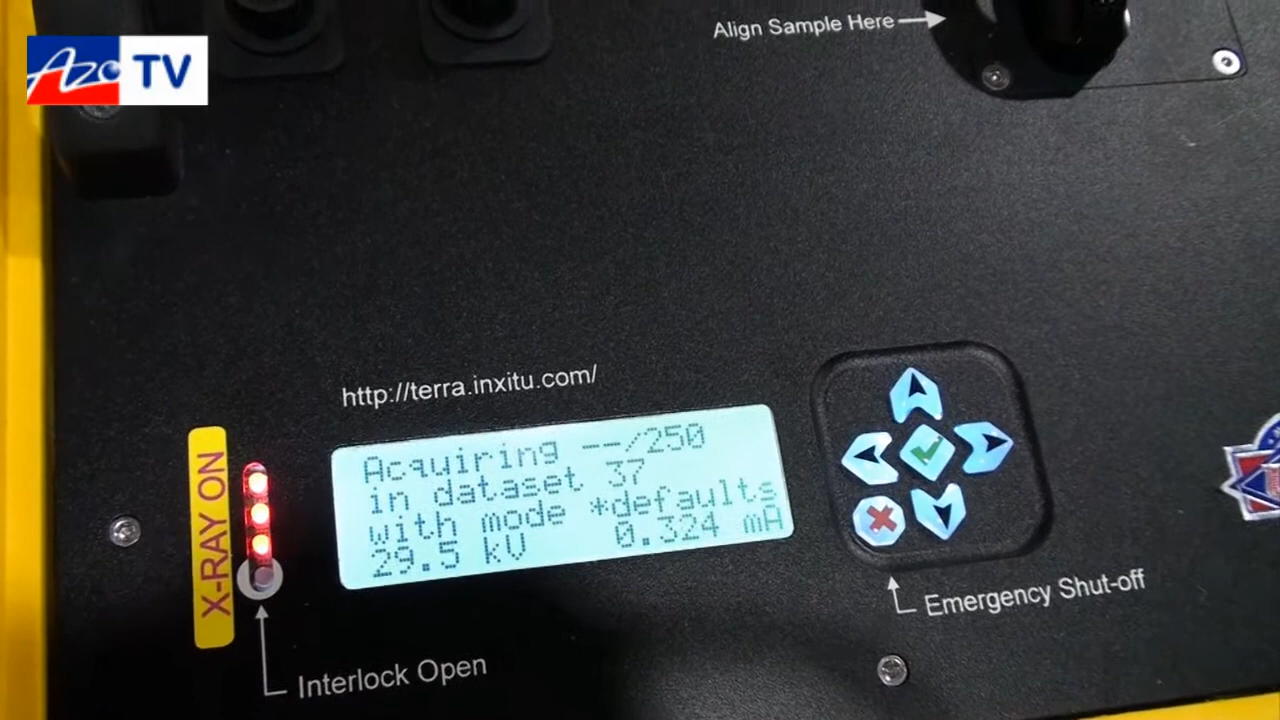 Align Sample Here
AZo TV
http://terra.inxitu.com/
X-RAY ON
Acquiring --/250
in dataset 37
with mode *defaults
29.5 kV 0.324 mA
Emergency Shut-off
Interlock Open